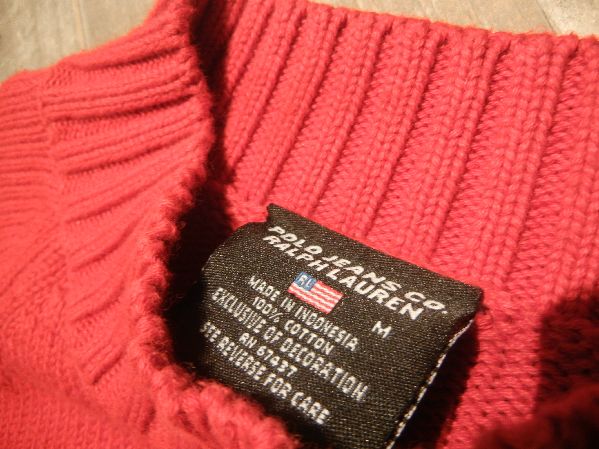 POLO JEANS CO.
RALPH LAUREN
RL
M
MADE IN INDONESIA
100% COTTON
EXCLUSIVE OF DECORATION
RN 67937
SEE REVERSE FOR CARE